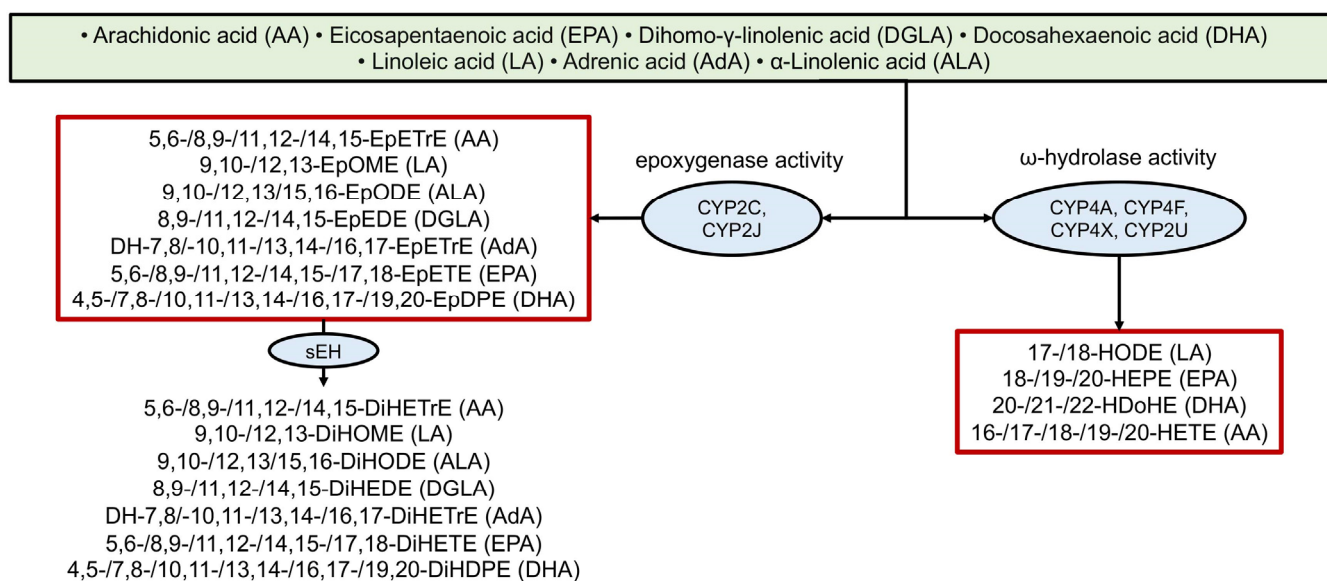 • Arachidonic acid (AA) • Eicosapentaenoic acid (EPA) • Dihomo-γ-linolenic acid (DGLA) • Docosahexaenoic acid (DHA)
• Linoleic acid (LA) • Adrenic acid (AdA) • α-Linolenic acid (ALA)
5,6-/8,9-/11,12-/14,15-EpETrE (AA)
9,10-/12,13-EpOME (LA)
9,10-/12,13/15,16-EpODE (ALA)
8,9-/11,12-/14,15-EpEDE (DGLA)
DH-7,8/-10,11-/13,14-/16,17-EpETrE (AdA)
5,6-/8,9-/11,12-/14,15-/17,18-EpETE (EPA)
4,5-/7,8-/10,11-/13,14-/16,17-/19,20-EpDPE (DHA)
epoxygenase activity
CYP2C,
CYP2J
ω-hydrolase activity
CYP4A, CYP4F,
CYP4X, CYP2U
sEH
5,6-/8,9-/11,12-/14,15-DiHETrE (AA)
9,10-/12,13-DiHOME (LA)
9,10-/12,13/15,16-DiHODE (ALA)
8,9-/11,12-/14,15-DiHEDE (DGLA)
DH-7,8/-10,11-/13,14-/16,17-DiHETrE (AdA)
5,6-/8,9-/11,12-/14,15-/17,18-DiHETE (EPA)
4,5-/7,8-/10,11-/13,14-/16,17-/19,20-DiHDPE (DHA)
17-/18-HODE (LA)
18-/19-/20-HEPE (EPA)
20-/21-/22-HDoHE (DHA)
16-/17-/18-/19-/20-HETE (AA)